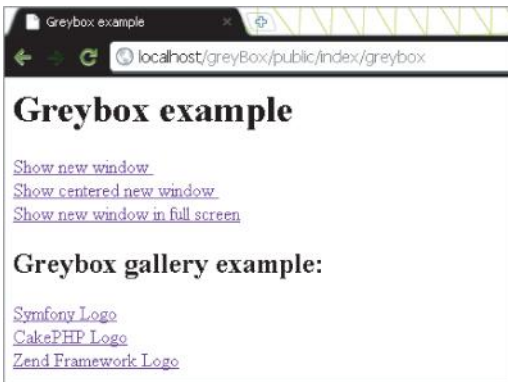 Greybox example
localhost/greyBox/public/index/greybox
Greybox example
Show new window
Show centered new window
Show new window in full screen
Greybox gallery example:
Symfony Logo
CakePHP Logo
Zend Framework Logo